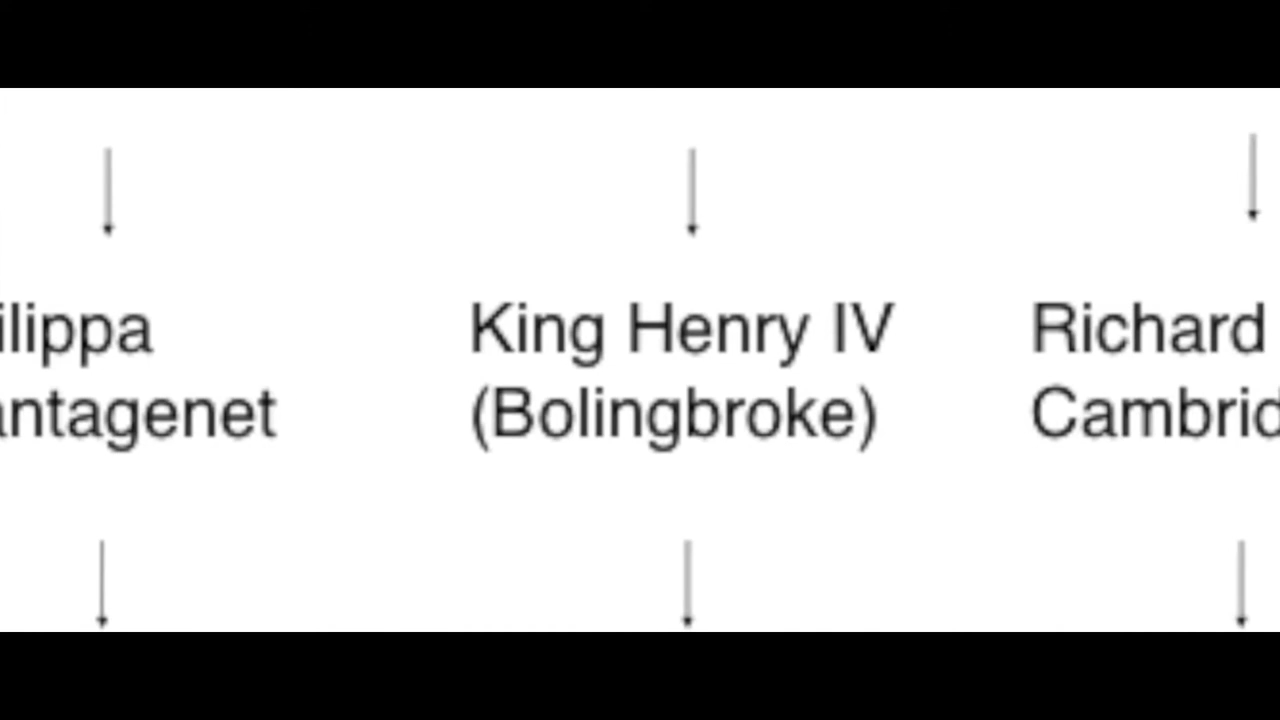 ilippa
antagenet
King Henry IV
(Bolingbroke)
Richard
Cambrid